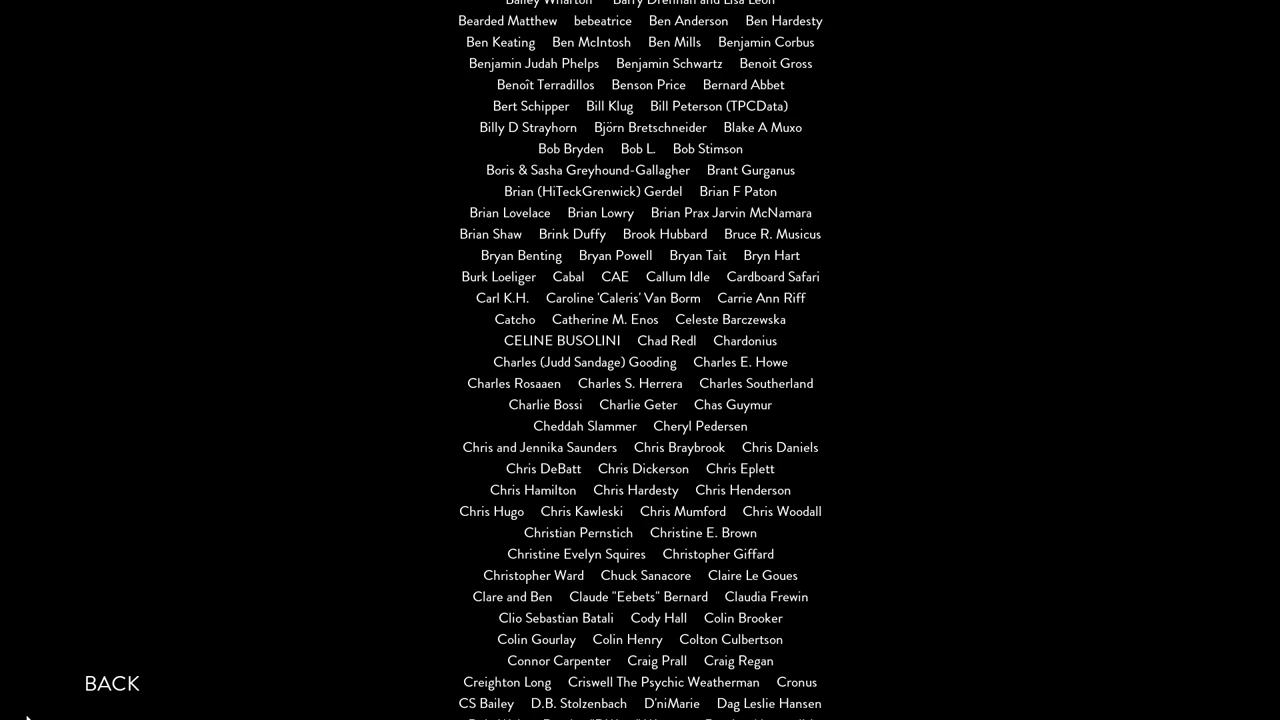 Bailey Wharton Barry Drennan and Lisa Leon
Bearded Matthew bebeatrice Ben Anderson Ben Hardesty
Ben Keating Ben McIntosh Ben Mills Benjamin Corbus
Benjamin Judah Phelps Benjamin Schwartz Benoit Gross
Benoît Terradillos Benson Price Bernard Abbet
Bert Schipper Bill Klug Bill Peterson (TPCData)
Billy D Strayhorn Björn Bretschneider Blake A Muxo
Bob Bryden Bob L. Bob Stimson
Boris & Sasha Greyhound-Gallagher Brant Gurganus
Brian (HiTeckGrenwick) Gerdel Brian F Paton
Brian Lovelace Brian Lowry Brian Prax Jarvin McNamara
Brian Shaw Brink Duffy Brook Hubbard Bruce R. Musicus
Bryan Benting Bryan Powell Bryan Tait Bryn Hart
Burk Loeliger Cabal CAE Callum Idle Cardboard Safari
Carl K.H. Caroline 'Caleris' Van Borm Carrie Ann Riff
Catcho Catherine M. Enos Celeste Barczewska
CELINE BUSOLINI Chad Redl Chardonius
Charles (Judd Sandage) Gooding Charles E. Howe
Charles Rosaaen Charles S. Herrera Charles Southerland
Charlie Bossi Charlie Geter Chas Guymur
Cheddah Slammer Cheryl Pedersen
Chris and Jennika Saunders Chris Braybrook Chris Daniels
Chris DeBatt Chris Dickerson Chris Eplett
Chris Hamilton Chris Hardesty Chris Henderson
Chris Hugo Chris Kawleski Chris Mumford Chris Woodall
Christian Pernstich Christine E. Brown
Christine Evelyn Squires Christopher Giffard
Christopher Ward Chuck Sanacore Claire Le Goues
Clare and Ben Claude "Eebets" Bernard Claudia Frewin
Clio Sebastian Batali Cody Hall Colin Brooker
Colin Gourlay Colin Henry Colton Culbertson
Connor Carpenter Craig Prall Craig Regan
Creighton Long Criswell The Psychic Weatherman Cronus
CS Bailey D.B. Stolzenbach D'niMarie Dag Leslie Hansen
BACK